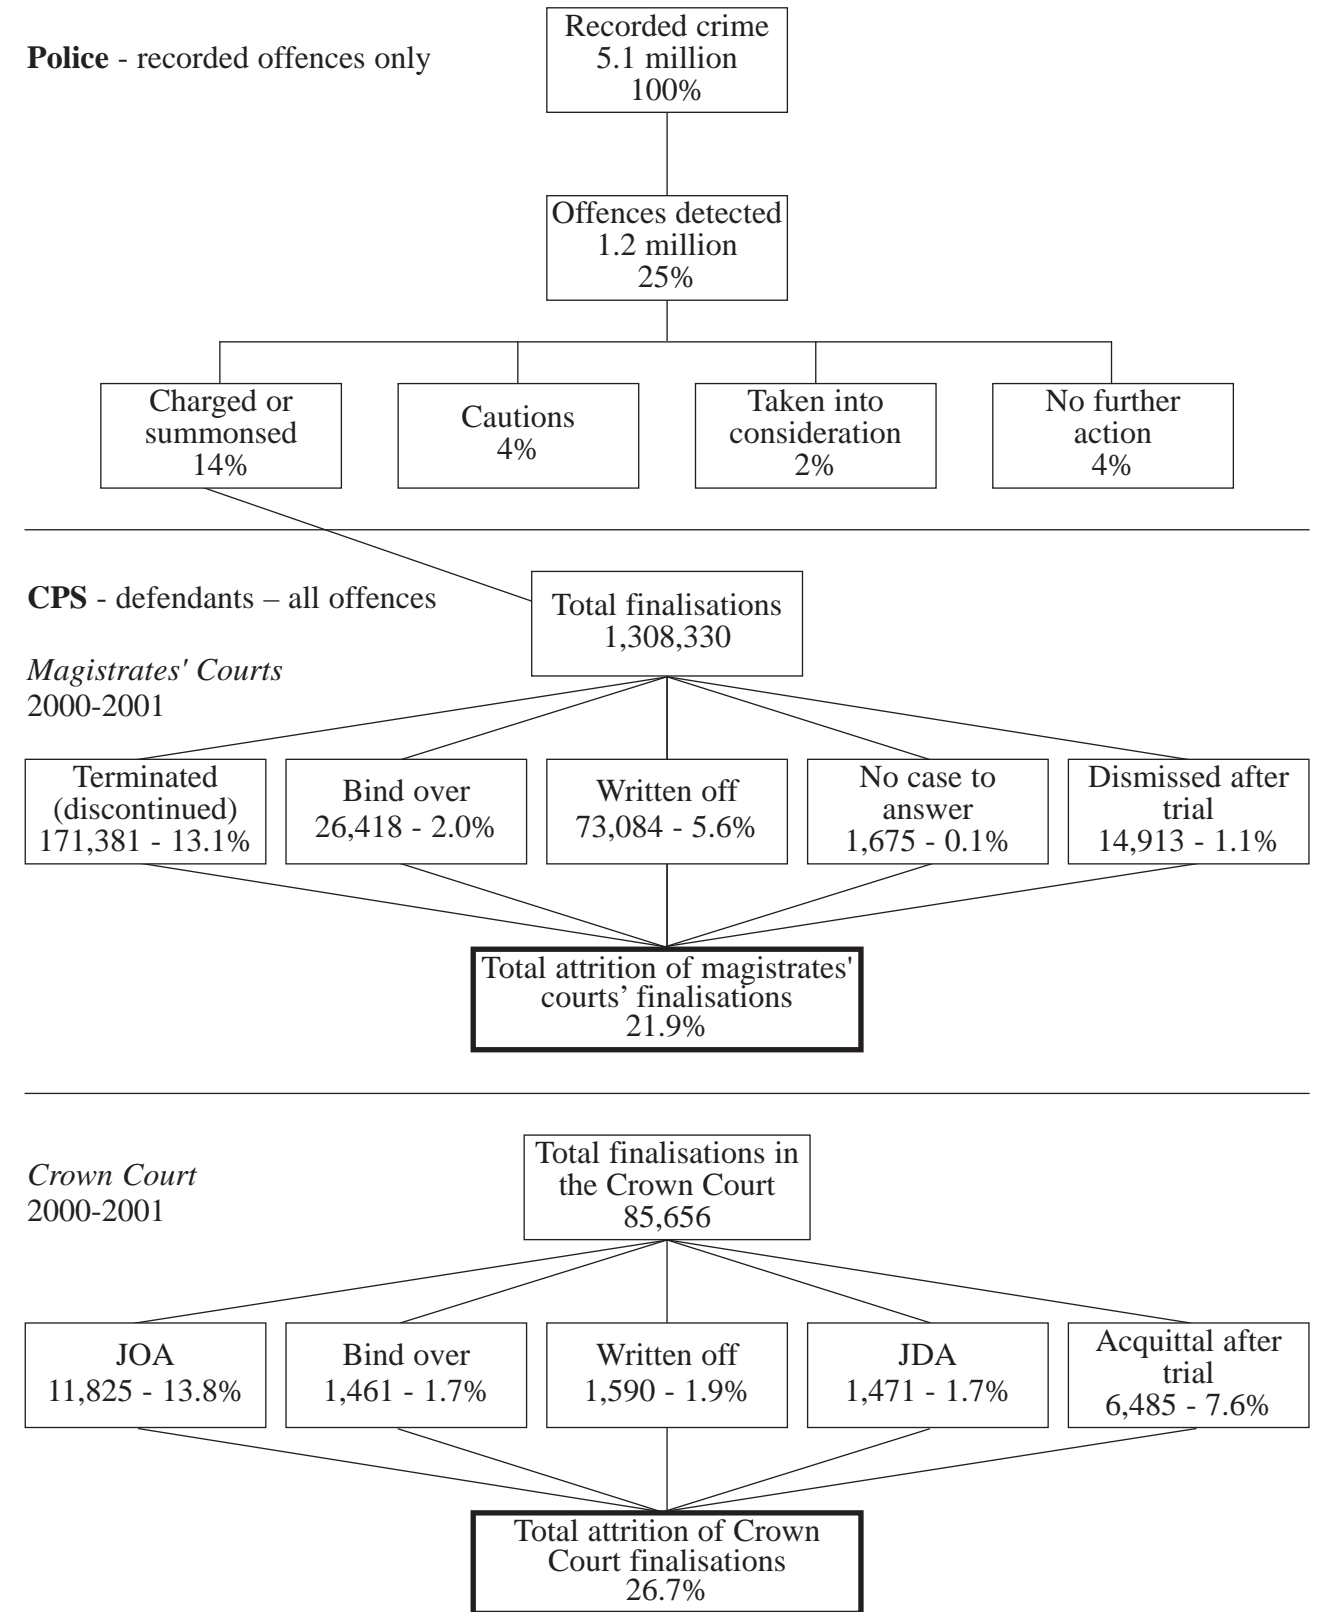 Police - recorded offences only
Recorded crime
5.1 million
100%
Offences detected
1.2 million
25%
Charged or
summonsed
14%
Cautions
4%
Taken into
consideration
2%
No further
action
4%
CPS - defendants – all offences
Magistrates' Courts
2000-2001
Total finalisations
1,308,330
Terminated
(discontinued)
171,381 - 13.1%
Bind over
26,418 - 2.0%
Written off
73,084 - 5.6%
No case to
answer
1,675 - 0.1%
Dismissed after
trial
14,913 - 1.1%
Total attrition of magistrates'
courts’ finalisations
21.9%
Crown Court
2000-2001
Total finalisations in
the Crown Court
85,656
JOA
11,825 - 13.8%
Bind over
1,461 - 1.7%
Written off
1,590 - 1.9%
JDA
1,471 - 1.7%
Acquittal after
trial
6,485 - 7.6%
Total attrition of Crown
Court finalisations
26.7%